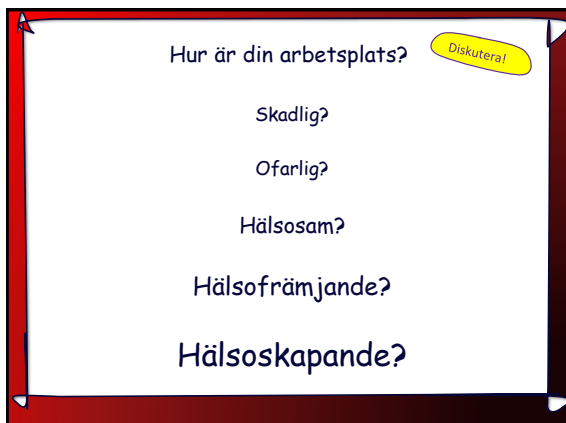 Hur är din arbetsplats?
Diskutera!
Skadlig?
Ofarlig?
Hälsosam?
Hälsofrämjande?
Hälsoskapande?